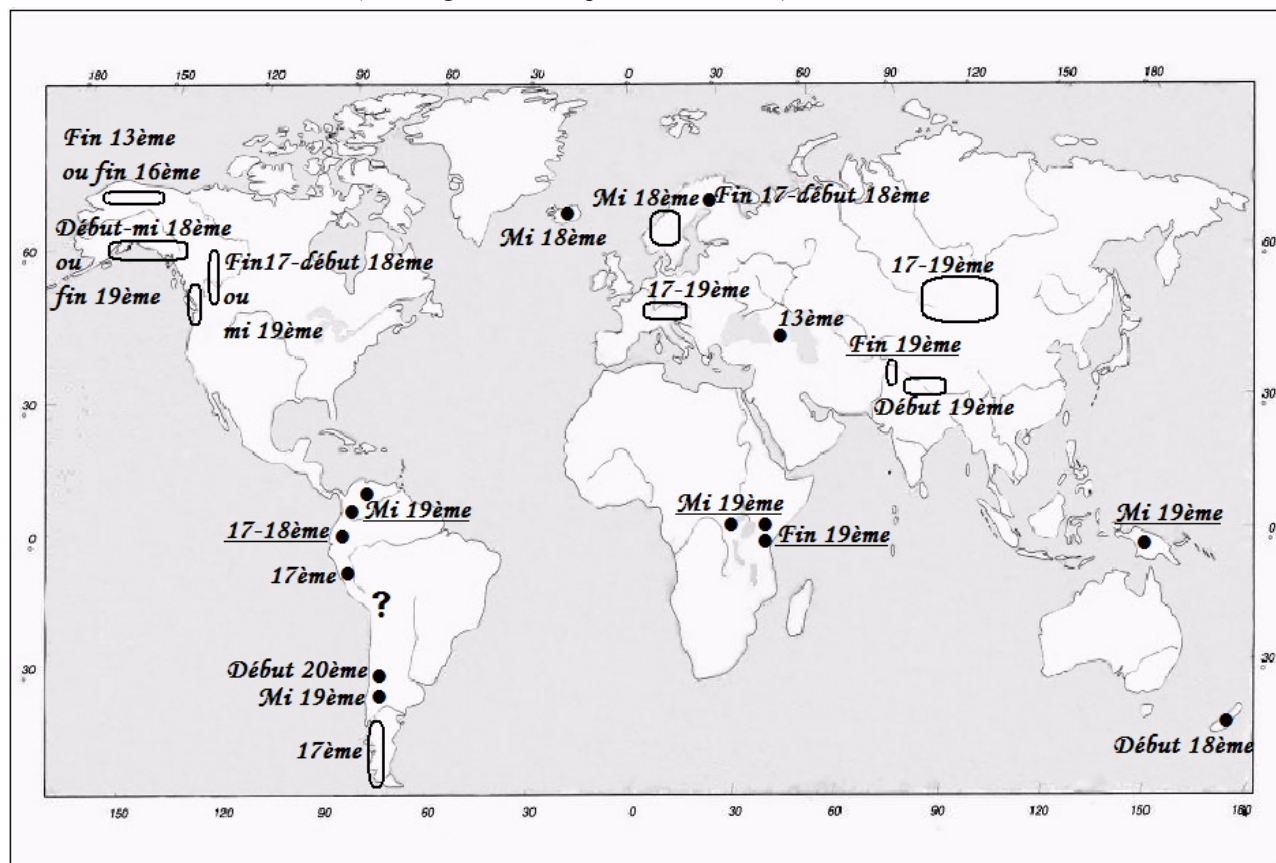 180 150 120 90 60 30 0 30 60 90 120 150 180
Fin 13ème
ou fin 16ème
Mi 18ème
Fin 17-début 18ème
Début-mi 18ème
Mi 18ème
60
60
ou
Fin17-début 18ème
17-19ème
fin 19ème
ou
17-19ème
mi 19ème
13ème
Fin 19ème
30
30
Début 19ème
Mi 19ème
Mi 19ème
Mi 19ème
17-18ème
Fin 19ème
0
0
17ème
?
30
30
Début 20ème
Mi 19ème
17ème
Début 18ème
150 120 90 60 30 0 30 60 90 120 150 180